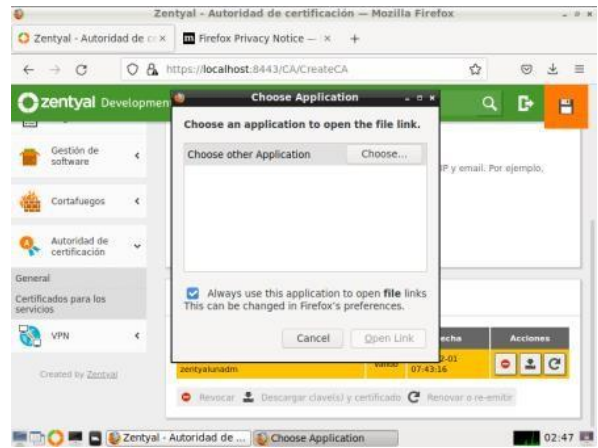 Zentyal - Autoridad de certificación — Mozilla Firefox
Zentyal - Autoridad de ce
Firefox Privacy Notice —
https://localhost:8443/CA/CreateCA
zentyal Developmen
Choose Application
Choose an application to open the file link.
Choose other Application
Choose...
Gestión de
software
IP y email. Por ejemplo,
Cortafuegos
Autoridad de
certificación
General
Certificados para los
servicios
Always use this application to open file links
This can be changed in Firefox's preferences.
VPN
Cancel
Open Link
echa
Acciones
zentyalunadm
2-01
07:43:16
Created by Zentyal
Revocar
Descargar clave(s) y certificado
Renovar o re-emitir
Zentyal - Autoridad de ...
Choose Application
02:47